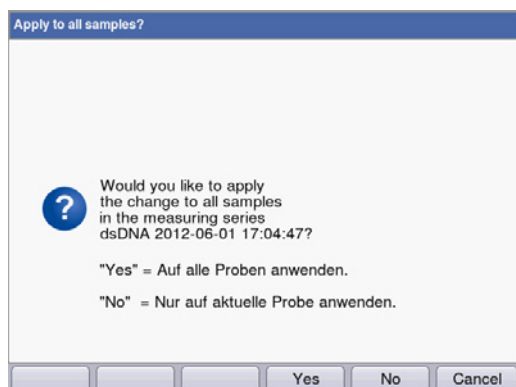 Apply to all samples?
?
Would you like to apply
the change to all samples
in the measuring series
dsDNA 2012-06-01 17:04:47?
"Yes" = Auf alle Proben anwenden.
"No" = Nur auf aktuelle Probe anwenden.
Yes No Cancel